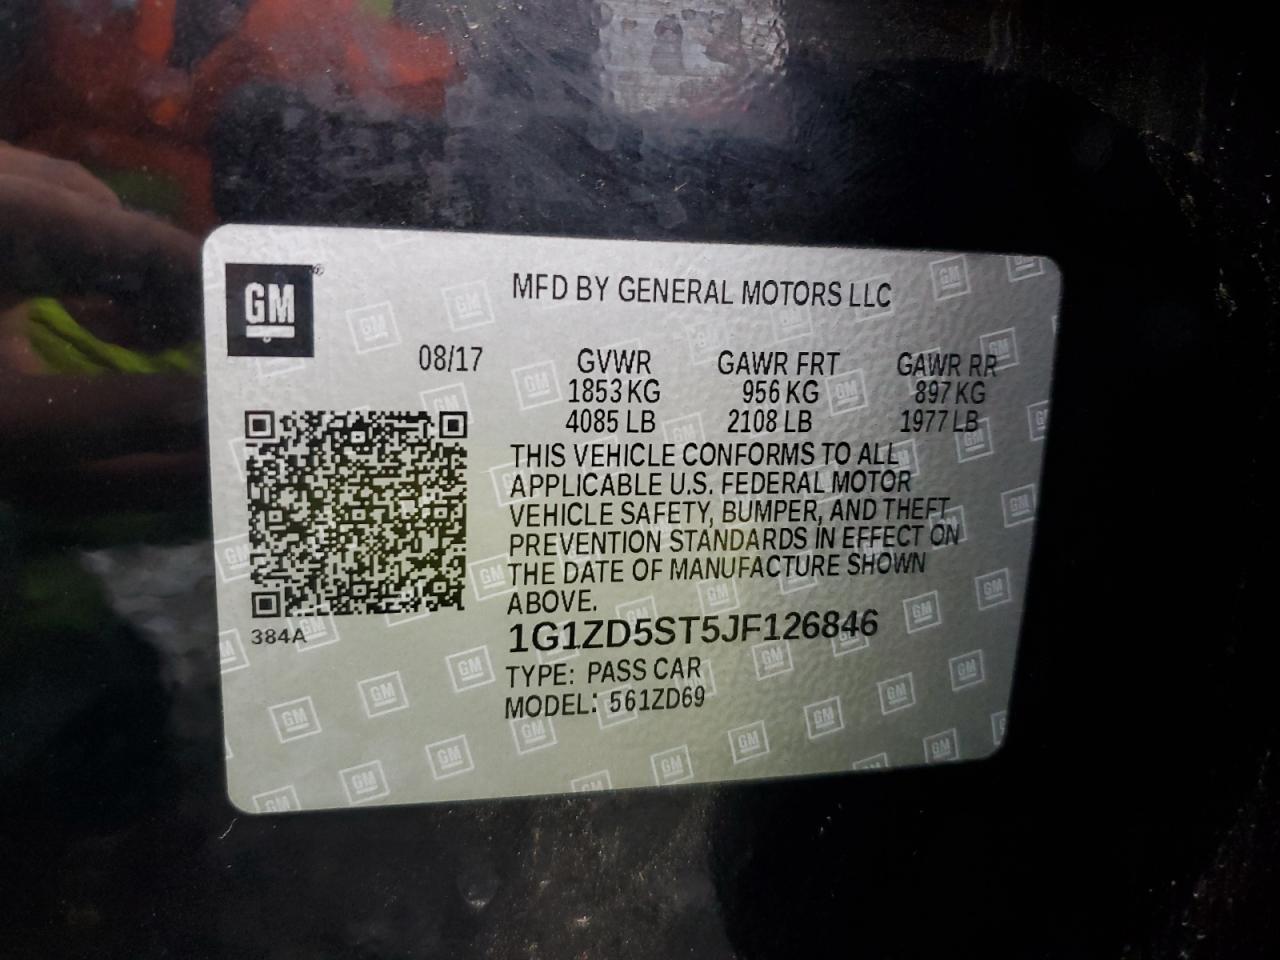 GM
MFD BY GENERAL MOTORS LLC
08/17 GVWR GAWR FRT GAWR RR
1853 KG 956 KG 897 KG
4085 LB 2108 LB 1977 LB
THIS VEHICLE CONFORMS TO ALL
APPLICABLE U.S. FEDERAL MOTOR
VEHICLE SAFETY, BUMPER, AND THEFT
PREVENTION STANDARDS IN EFFECT ON
THE DATE OF MANUFACTURE SHOWN
ABOVE.
384A
1G1ZD5ST5JF126846
TYPE: PASS CAR
MODEL: 561ZD69